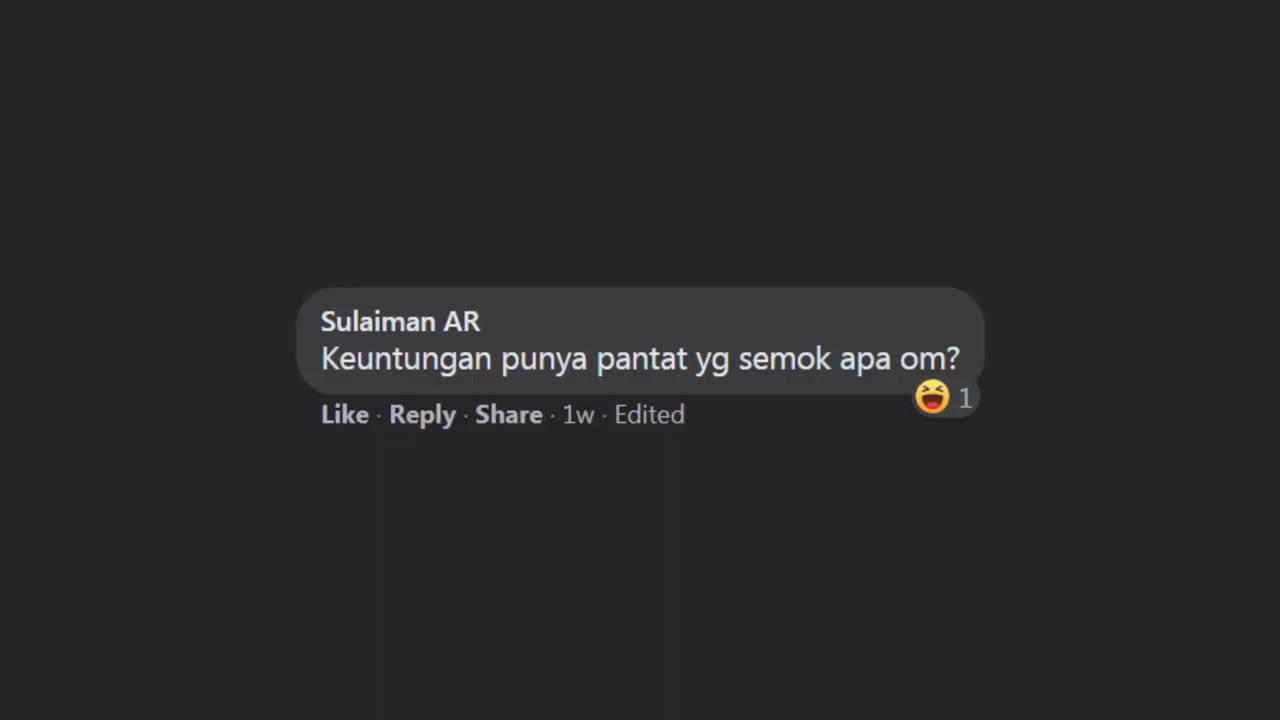 Sulaiman AR
Keuntungan punya pantat yg semok apa om?
1
Like · Reply · Share · 1w · Edited